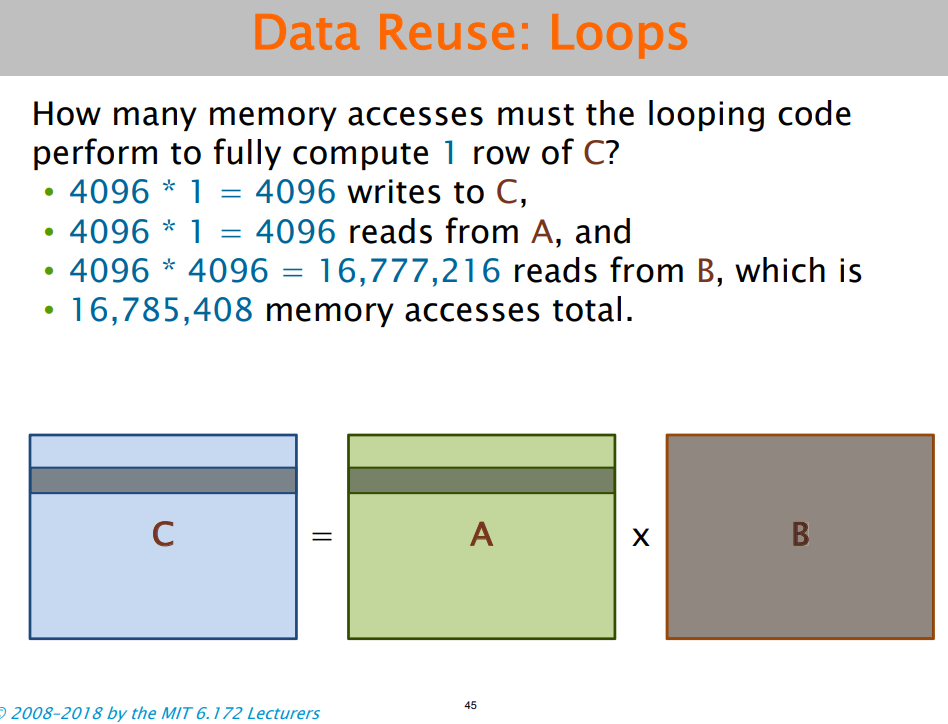 Data Reuse: Loops
How many memory accesses must the looping code
perform to fully compute 1 row of C?
• 4096 * 1 = 4096 writes to C,
• 4096 * 1 = 4096 reads from A, and
• 4096 * 4096 = 16,777,216 reads from B, which is
• 16,785,408 memory accesses total.
C = A x B
© 2008–2018 by the MIT 6.172 Lecturers
45